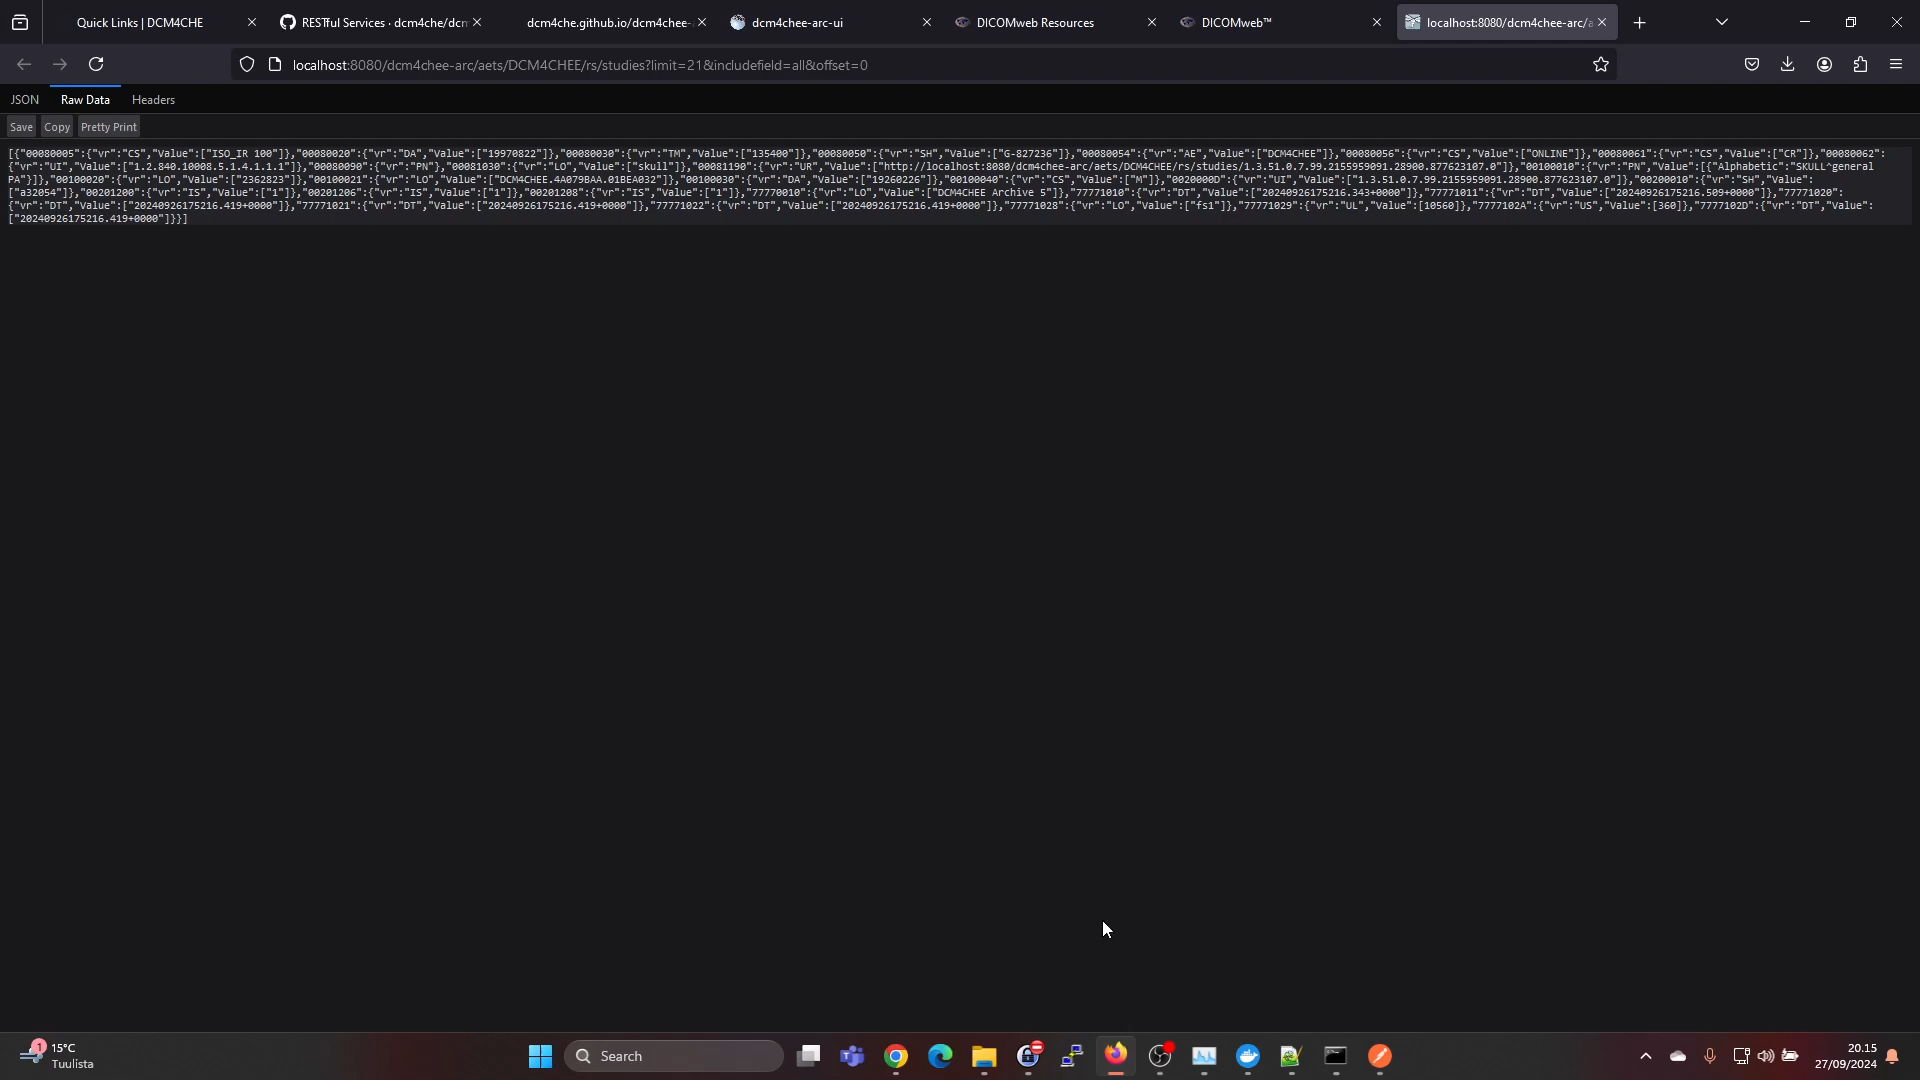 Quick Links | DCM4CHE
RESTful Services · dcm4che/dcm
dcm4che.github.io/dcm4chee-
dcm4chee-arc-ui
DICOMweb Resources
DICOMweb™
localhost:8080/dcm4chee-arc/a
localhost:8080/dcm4chee-arc/aets/DCM4CHEE/rs/studies?limit=21&includefield=all&offset=0
JSON
Raw Data
Headers
Save
Copy
Pretty Print
[{"00080005":{"vr":"CS","Value":["ISO_IR 100"]},"00080020":{"vr":"DA","Value":["19970822"]},"00080030":{"vr":"TM","Value":["135400"]},"00080050":{"vr":"SH","Value":["G-827236"]},"00080054":{"vr":"AE","Value":["DCM4CHEE"]},"00080056":{"vr":"CS","Value":["ONLINE"]},"00080061":{"vr":"CS","Value":["CR"]},"00080062":
{"vr":"UI","Value":["1.2.840.10008.5.1.4.1.1.1"]},"00080090":{"vr":"PN"},"00081030":{"vr":"LO","Value":["skull"]},"00081190":{"vr":"UR","Value":["http://localhost:8080/dcm4chee-arc/aets/DCM4CHEE/rs/studies/1.3.51.0.7.99.2155959091.28900.877623107.0"]},"00100010":{"vr":"PN","Value":[{"Alphabetic":"SKULL^general
PA"}]},"00100020":{"vr":"LO","Value":["2362823"]},"00100021":{"vr":"LO","Value":["DCM4CHEE.4A079BAA.01BEA032"]},"00100030":{"vr":"DA","Value":["19260226"]},"00100040":{"vr":"CS","Value":["M"]},"0020000D":{"vr":"UI","Value":["1.3.51.0.7.99.2155959091.28900.877623107.0"]},"00200010":{"vr":"SH","Value":
["a32054"]},"00201200":{"vr":"IS","Value":["1"]},"00201206":{"vr":"IS","Value":["1"]},"00201208":{"vr":"IS","Value":["1"]},"77770010":{"vr":"LO","Value":["DCM4CHEE Archive 5"]},"77771010":{"vr":"DT","Value":["20240926175216.343+0000"]},"77771011":{"vr":"DT","Value":["20240926175216.509+0000"]},"77771020":
{"vr":"DT","Value":["20240926175216.419+0000"]},"77771021":{"vr":"DT","Value":["20240926175216.419+0000"]},"77771022":{"vr":"DT","Value":["20240926175216.419+0000"]},"77771028":{"vr":"LO","Value":["fs1"]},"77771029":{"vr":"UL","Value":[10560]},"7777102A":{"vr":"US","Value":[360]},"7777102D":{"vr":"DT","Value":
["20240926175216.419+0000"]}}]
1
15°C
Tuulista
Search
20.15
27/09/2024